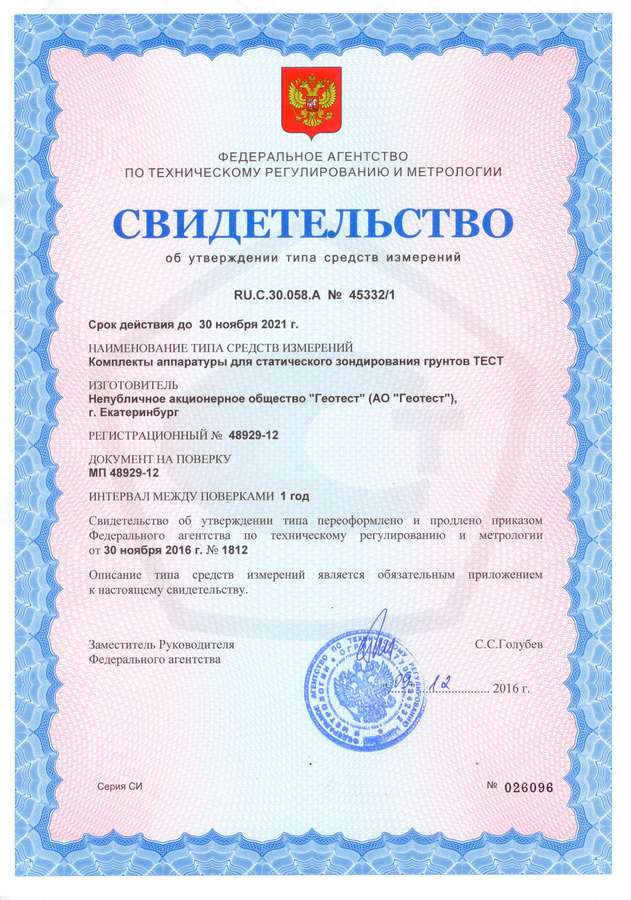 ФЕДЕРАЛЬНОЕ АГЕНТСТВО
ПО ТЕХНИЧЕСКОМУ РЕГУЛИРОВАНИЮ И МЕТРОЛОГИИ
СВИДЕТЕЛЬСТВО
об утверждении типа средств измерений
RU.C.30.058.A № 45332/1
Срок действия до 30 ноября 2021 г.
НАИМЕНОВАНИЕ ТИПА СРЕДСТВ ИЗМЕРЕНИЙ
Комплекты аппаратуры для статического зондирования грунтов ТЕСТ
ИЗГОТОВИТЕЛЬ
Непубличное акционерное общество "Геотест" (АО "Геотест"),
г. Екатеринбург
РЕГИСТРАЦИОННЫЙ № 48929-12
ДОКУМЕНТ НА ПОВЕРКУ
МП 48929-12
ИНТЕРВАЛ МЕЖДУ ПОВЕРКАМИ 1 год
Свидетельство об утверждении типа переоформлено и продлено приказом
Федерального агентства по техническому регулированию и метрологии
от 30 ноября 2016 г. № 1812
Описание типа средств измерений является обязательным приложением
к настоящему свидетельству.
Заместитель Руководителя
Федерального агентства
С.С.Голубев
12 2016 г.
Серия СИ
№ 026096